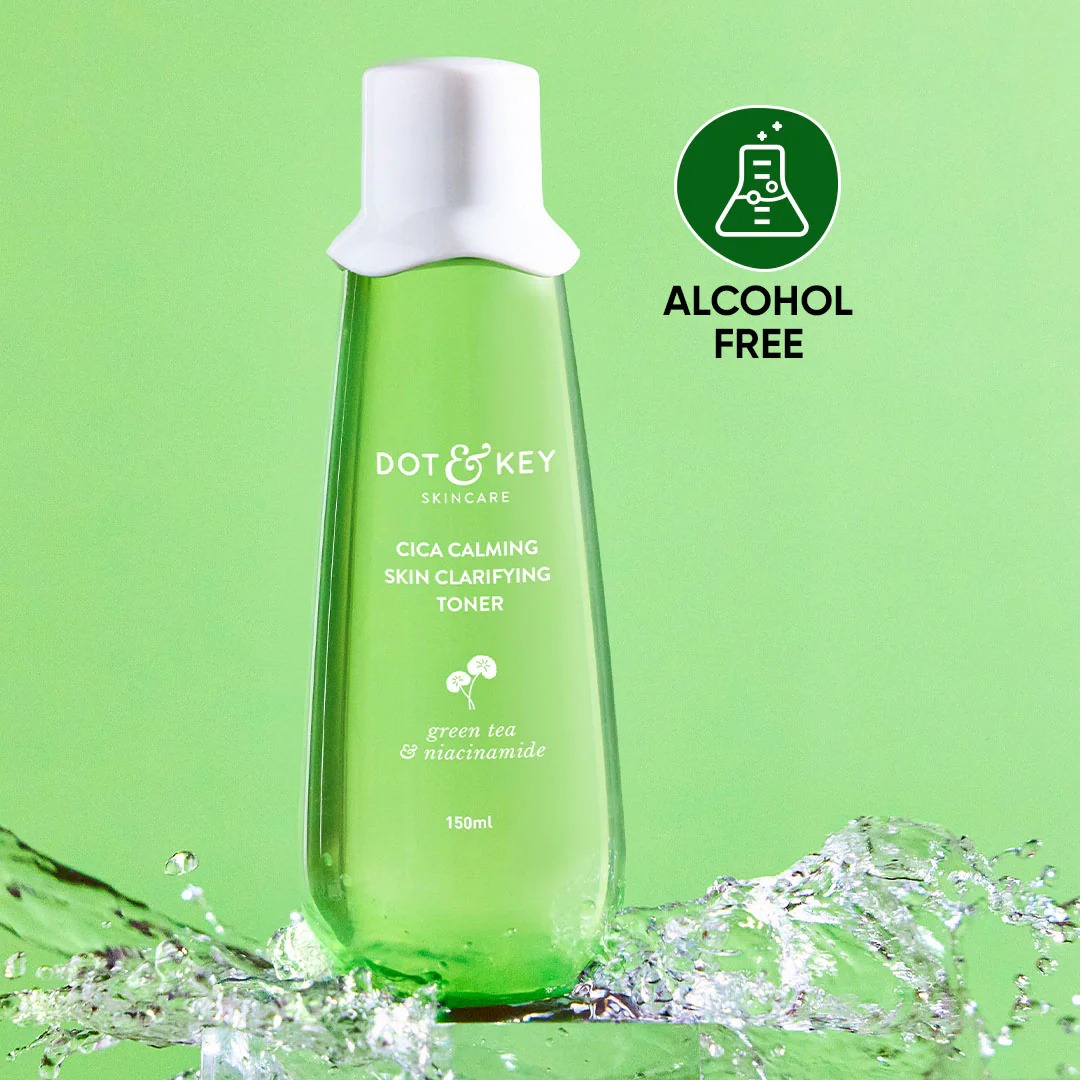 DOT & KEY
SKINCARE
CICA CALMING
SKIN CLARIFYING
TONER
green tea
& niacinamide
150ml
ALCOHOL
FREE